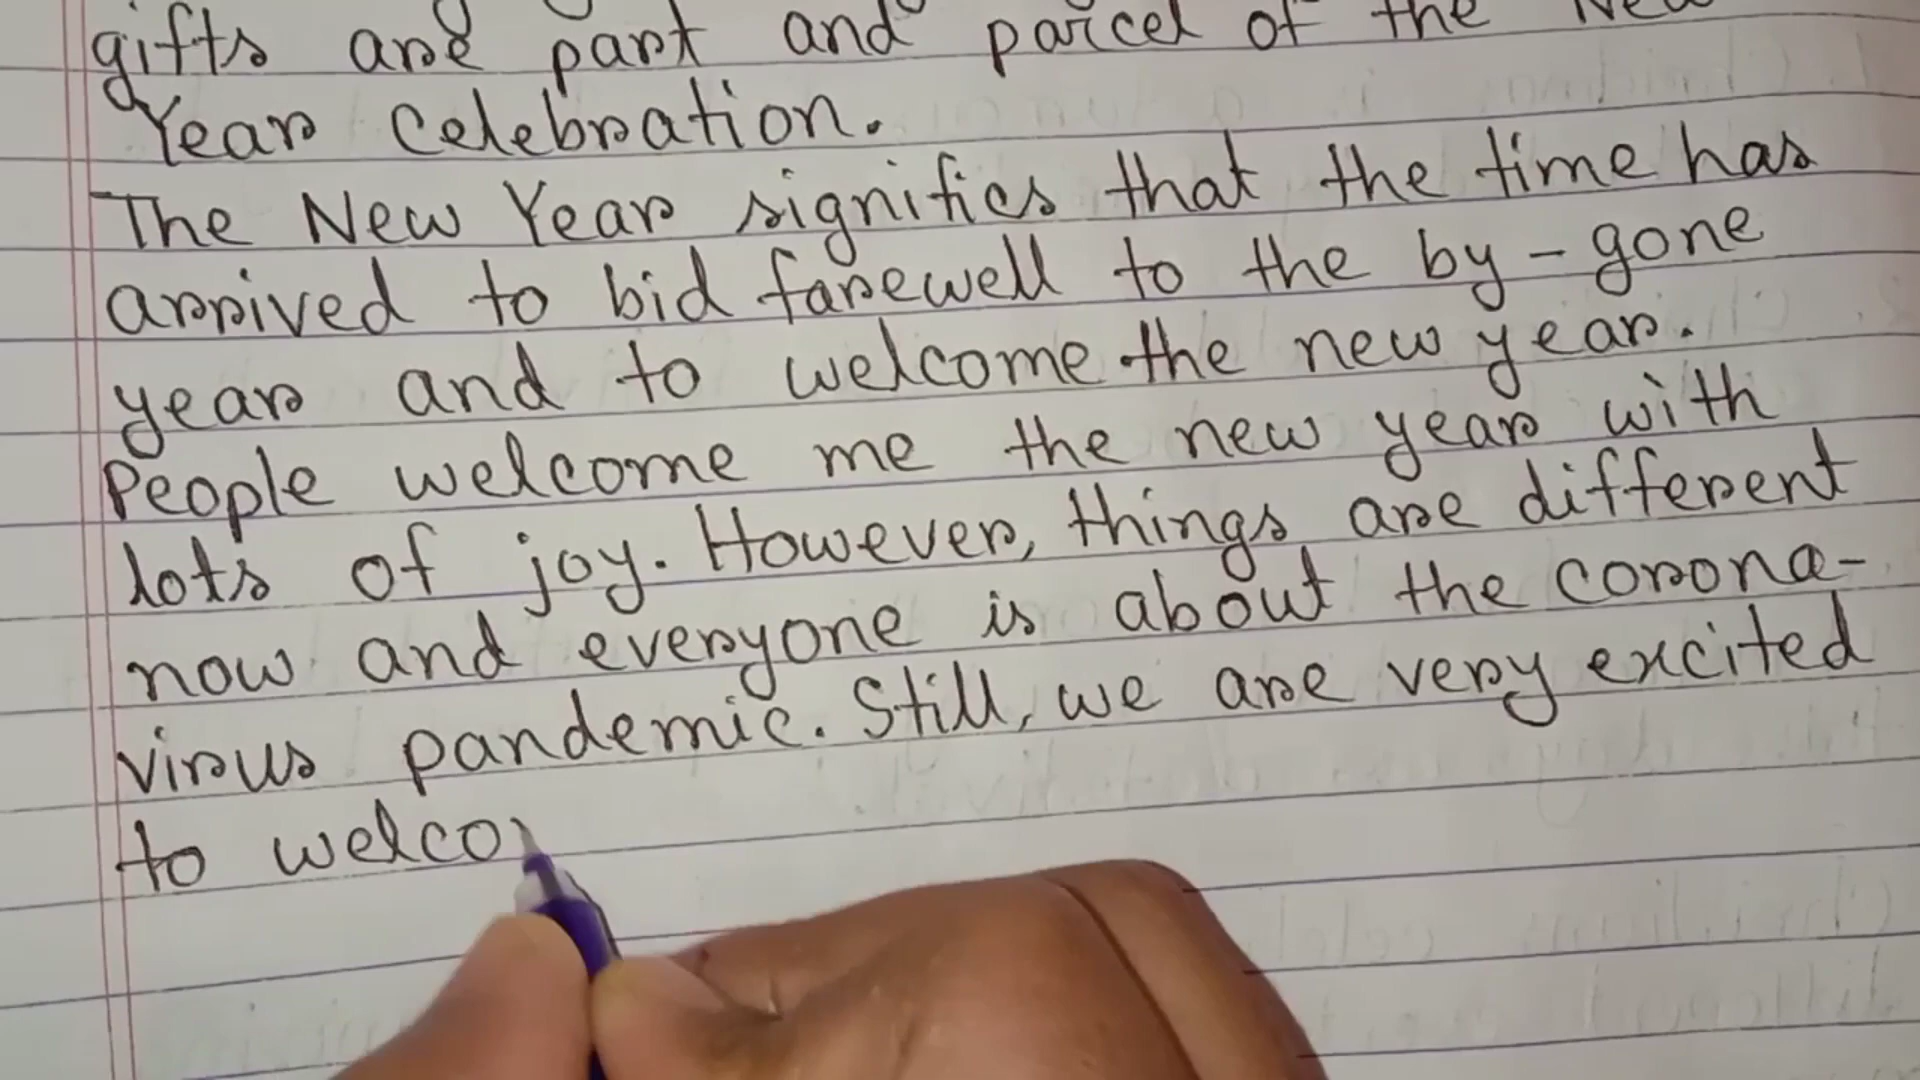 gifts are part and parcel of the New
Year celebration.
The New Year signifies that the time has
arrived to bid farewell to the by-gone
year and to welcome the new year.
People welcome me the new year with
lots of joy. However, things are different
now and everyone is about the corona-
virus pandemic. Still, we are very excited
to welco